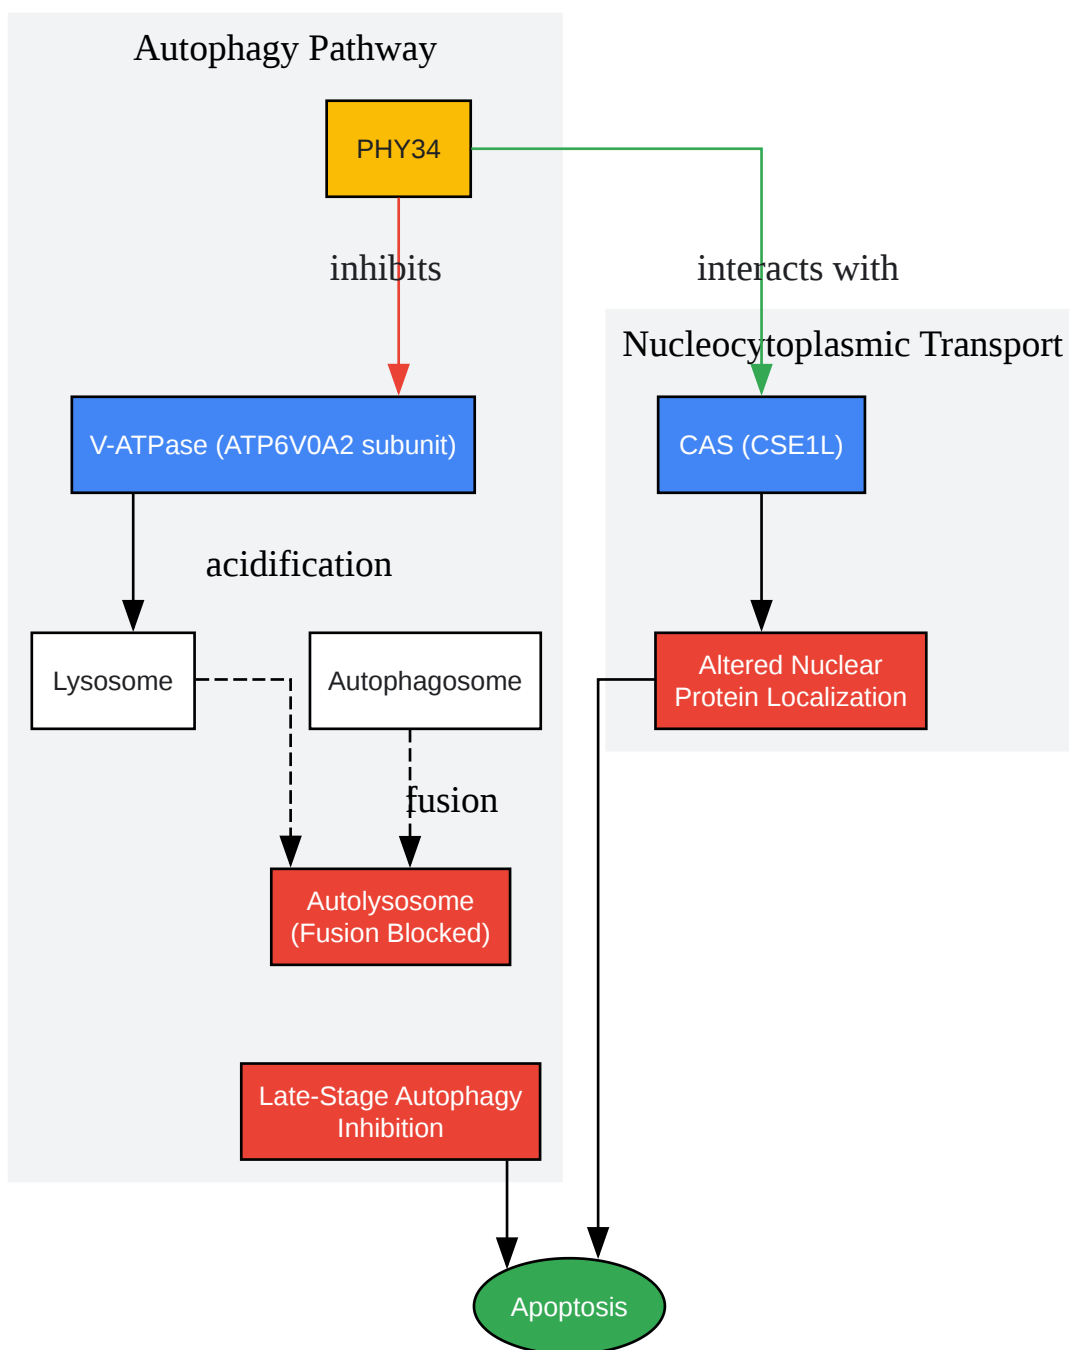 Autophagy Pathway
PHY34
inhibits
interacts with
Nucleocytoplasmic Transport
V-ATPase (ATP6V0A2 subunit)
CAS (CSE1L)
acidification
Lysosome
Autophagosome
Altered Nuclear
Protein Localization
fusion
Autolysosome
(Fusion Blocked)
Late-Stage Autophagy
Inhibition
Apoptosis